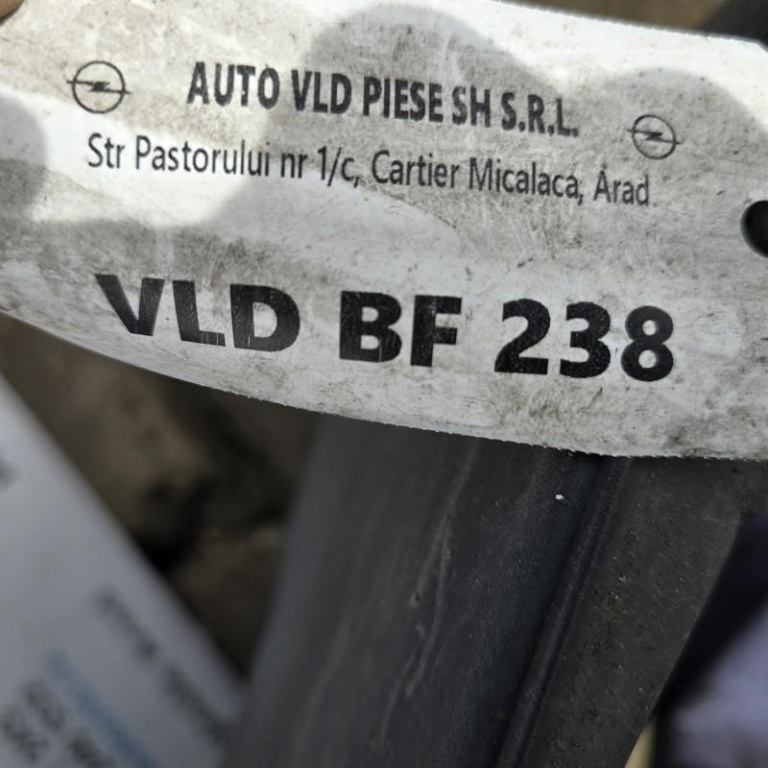 AUTO VLD PIESE SH S.R.L.
Str Pastorului nr 1/c, Cartier Micalaca, Arad
VLD BF 238